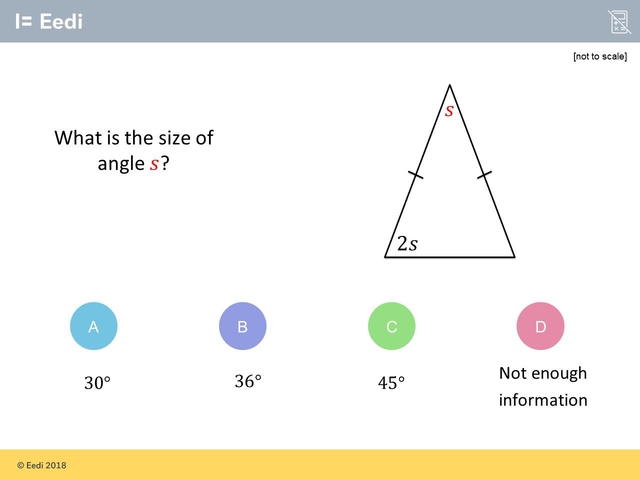 Eedi
[not to scale]
What is the size of
angle s?
s
2s
A
B
C
D
30°
36°
45°
Not enough
information
© Eedi 2018